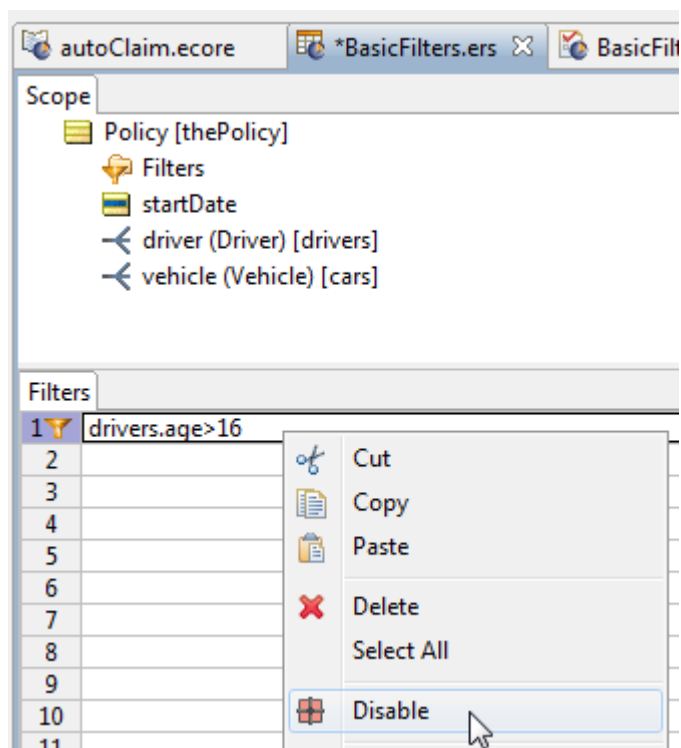 autoClaim.ecore
*BasicFilters.ers
BasicFilt
Scope
Policy [thePolicy]
Filters
startDate
driver (Driver) [drivers]
vehicle (Vehicle) [cars]
Filters
1 drivers.age>16
2
3
4
5
6
7
8
9
10
11
Cut
Copy
Paste
Delete
Select All
Disable